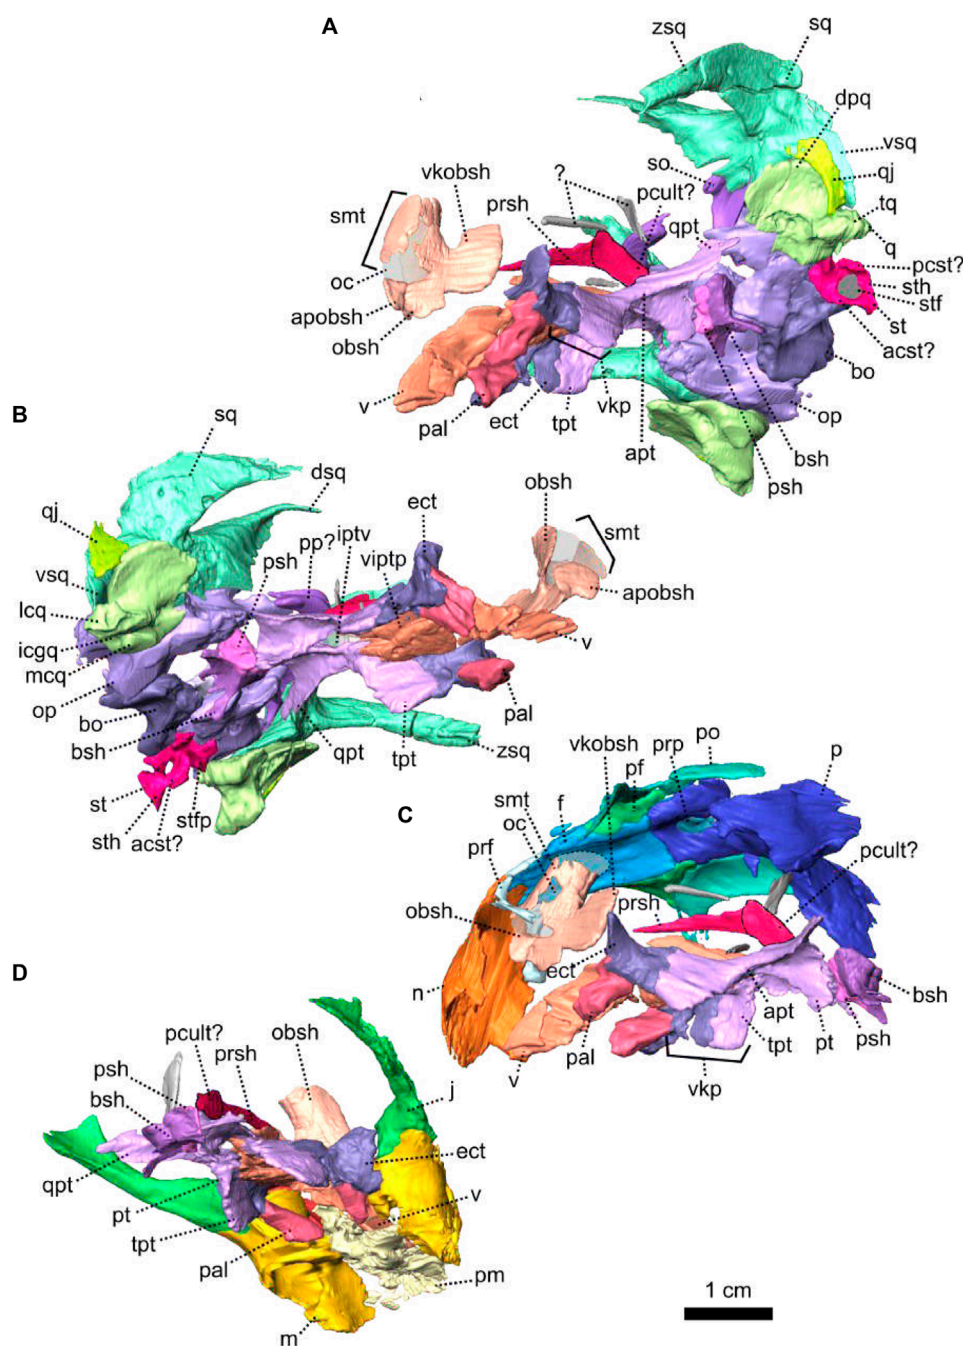 A
zsq
sq
dpq
vsq
vkobsh
?
so
qj
smt
prsh
pcult?
qpt
tq
q
oc
pcst?
sth
stf
apobsh
st
obsh
acst?
bo
v
op
pal
ect
tpt
vkp
apt
bsh
psh
B
sq
dsq
ect
obsh
qj
iptv
pp?
smt
psh
viptp
vsq
lcq
apobsh
icgq
v
mcq
op
pal
bo
bsh
qpt
tpt
zsq
st
stfp
sth
acst?
C
po
vkobsh
prp
p
pf
smt
f
oc
pcult?
prf
prsh
obsh
ect
n
bsh
apt
psh
pal
tpt
pt
v
vkp
D
pcult?
obsh
prsh
psh
bsh
j
ect
qpt
pt
v
tpt
pal
pm
1 cm
m